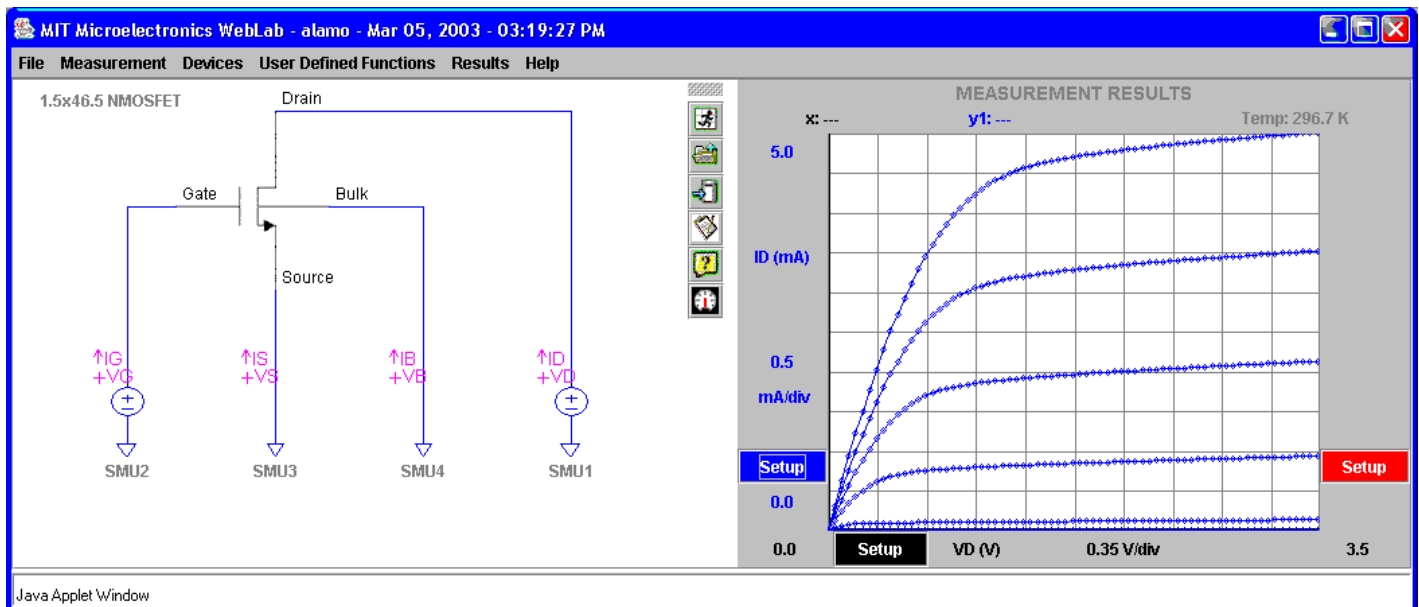 MIT Microelectronics WebLab - alamo - Mar 05, 2003 - 03:19:27 PM
File Measurement Devices User Defined Functions Results Help
1.5x46.5 NMOSFET
Drain
Gate
Bulk
Source
↑IG
+VG
↑IS
+VS
↑IB
+VB
↑ID
+VD
SMU2
SMU3
SMU4
SMU1
MEASUREMENT RESULTS
x: ---
y1: ---
Temp: 296.7 K
5.0
ID (mA)
0.5
mA/div
Setup
0.0
Setup
0.0
Setup
VD (V)
0.35 V/div
3.5
Java Applet Window